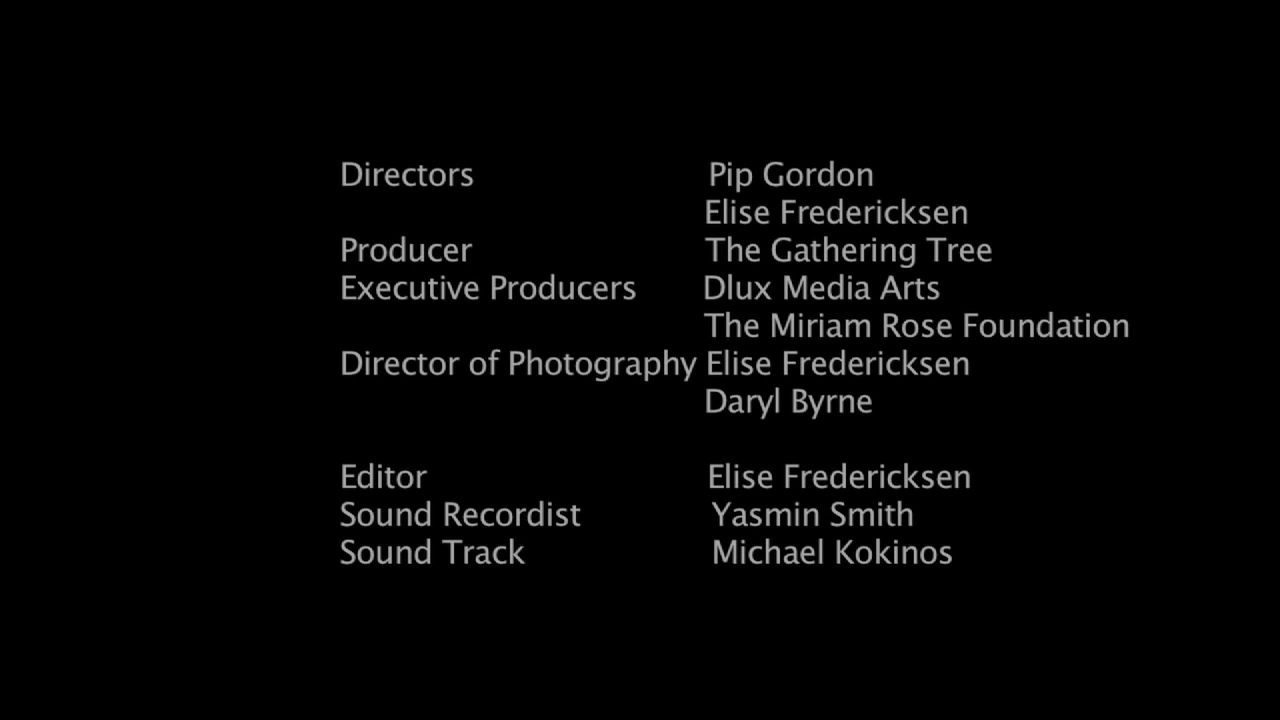 Directors Pip Gordon
Elise Fredericksen
Producer The Gathering Tree
Executive Producers Dlux Media Arts
The Miriam Rose Foundation
Director of Photography Elise Fredericksen
Daryl Byrne
Editor Elise Fredericksen
Sound Recordist Yasmin Smith
Sound Track Michael Kokinos